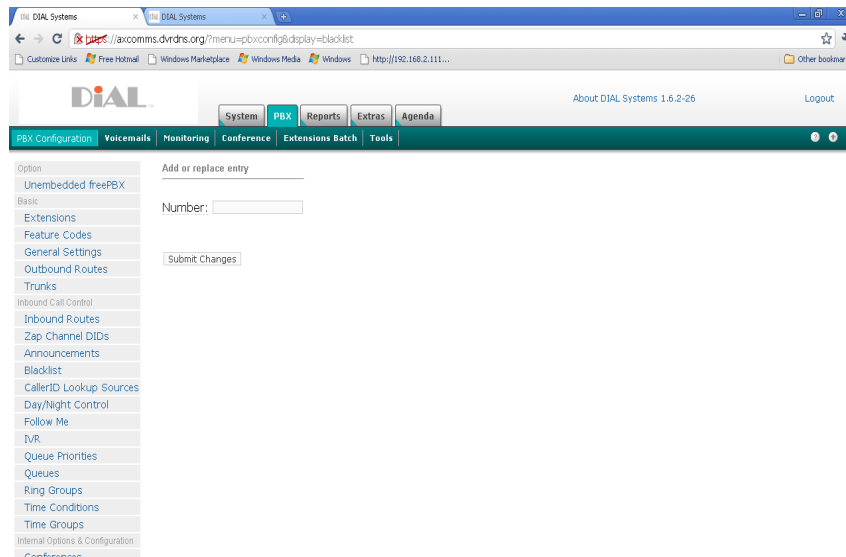 DIAL Systems
DIAL Systems
https://axcomms.dvrdns.org/?menu=pbxconfig&display=blacklist
Customize Links Free Hotmail Windows Marketplace Windows Media Windows http://192.168.2.111... Other bookmar
DiAL
About DIAL Systems 1.6.2-26 Logout
System PBX Reports Extras Agenda
PBX Configuration Voicemails Monitoring Conference Extensions Batch Tools
Option
Unembedded freePBX
Basic
Extensions
Feature Codes
General Settings
Outbound Routes
Trunks
Inbound Call Control
Inbound Routes
Zap Channel DIDs
Announcements
Blacklist
CallerID Lookup Sources
Day/Night Control
Follow Me
IVR
Queue Priorities
Queues
Ring Groups
Time Conditions
Time Groups
Internal Options & Configuration
Conferences
Add or replace entry
Number:
Submit Changes